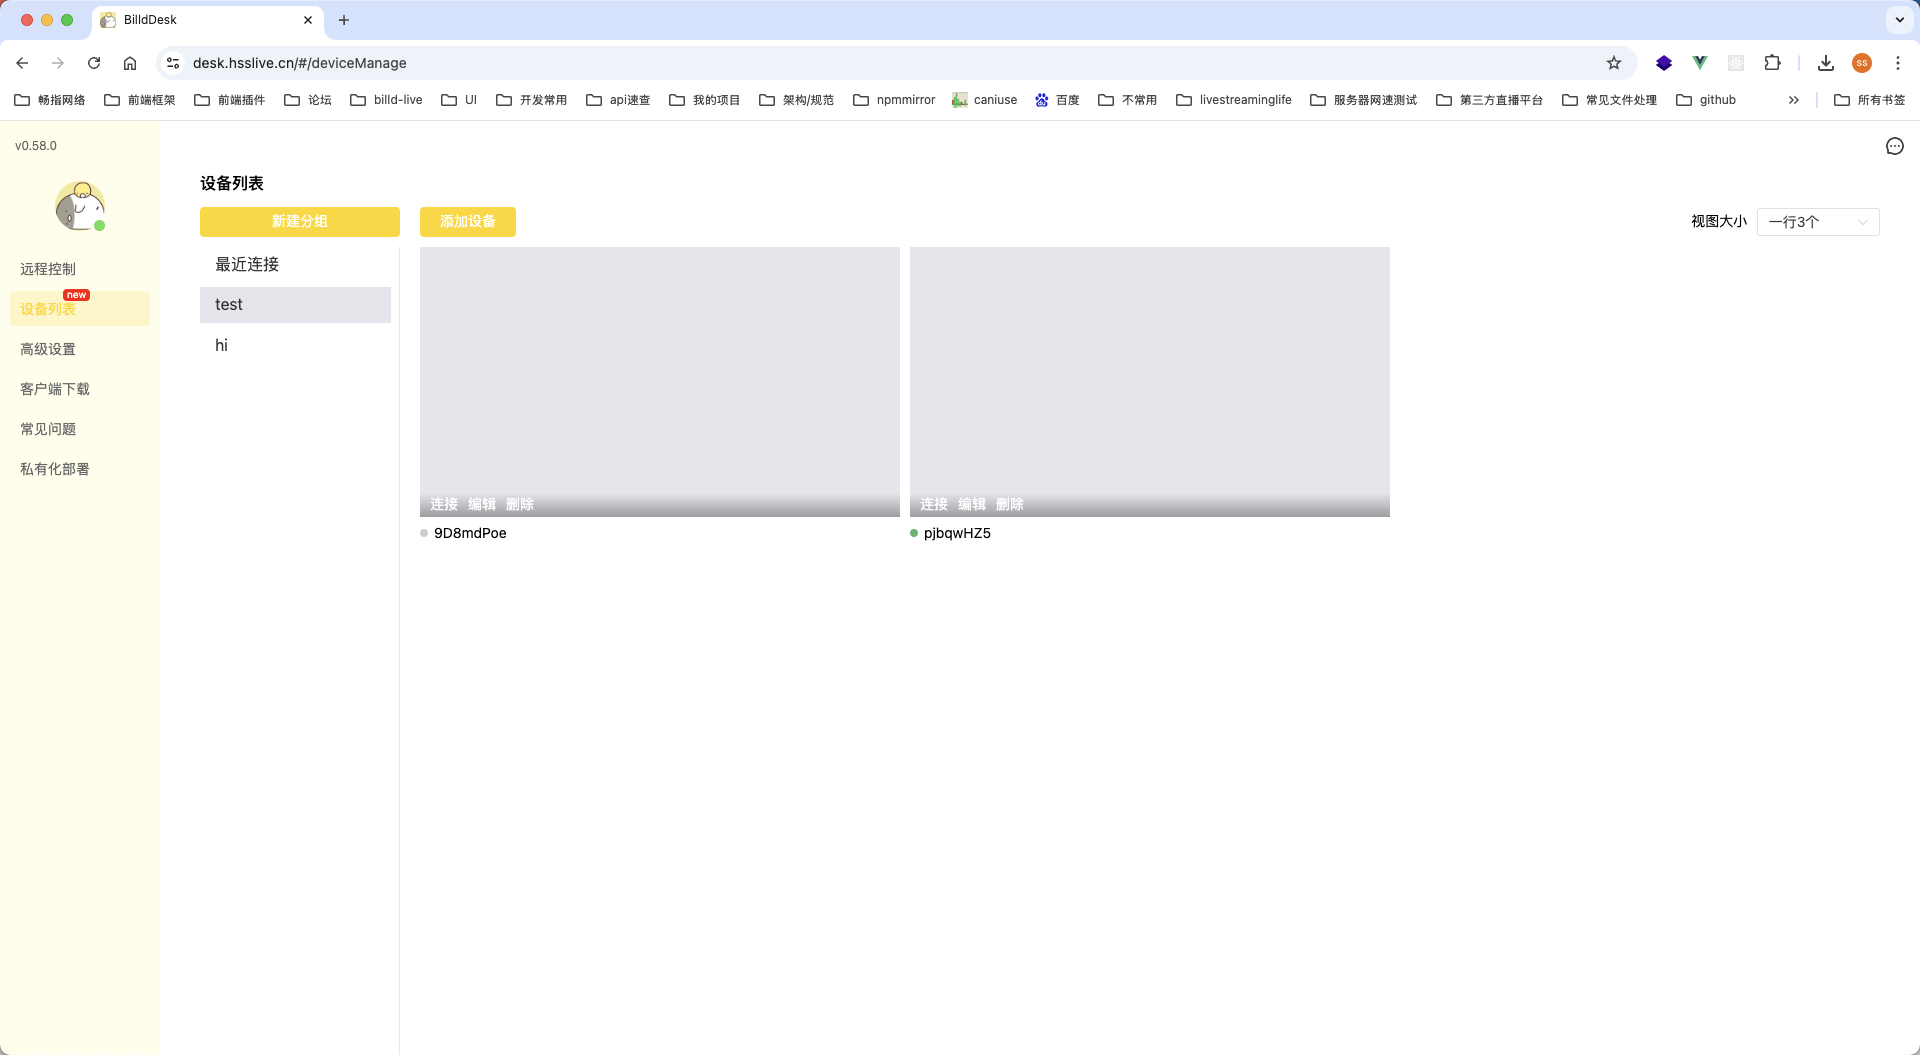 BilldDesk
desk.hsslive.cn/#/deviceManage
ss
畅指网络 前端框架 前端插件 论坛 billd-live UI 开发常用 api速查 我的项目 架构/规范 npmmirror caniuse 百度 不常用 livestreaminglife 服务器网速测试 第三方直播平台 常见文件处理 github 所有书签
v0.58.0
远程控制
new
设备列表
高级设置
客户端下载
常见问题
私有化部署
设备列表
新建分组 添加设备 视图大小 一行3个
最近连接
test
hi
连接 编辑 删除 连接 编辑 删除
9D8mdPoe pjbqwHZ5